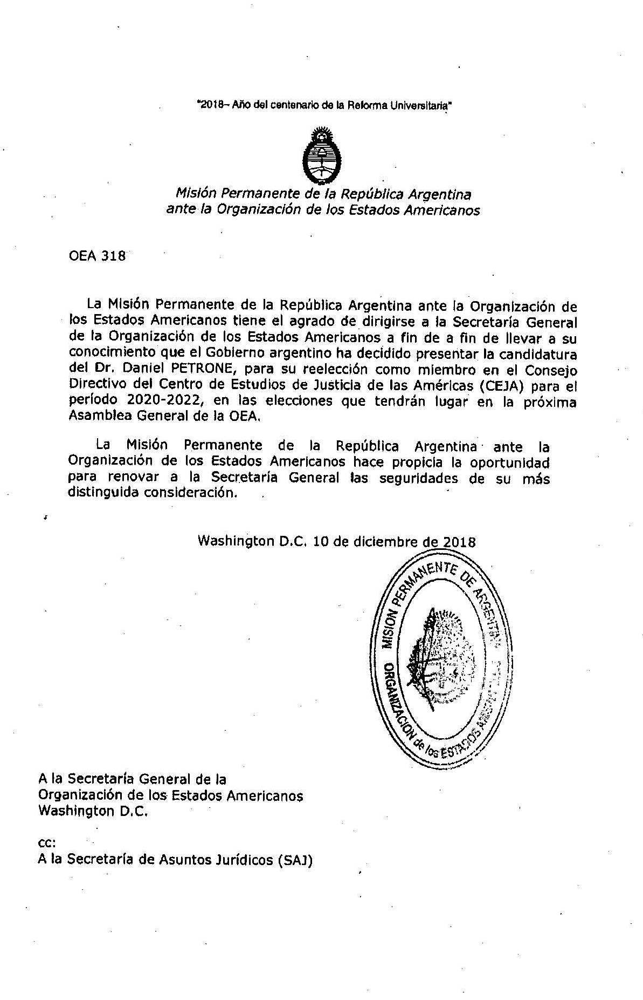 "2018– Año del centenario de la Reforma Universitaria"
Misión Permanente de la República Argentina
ante la Organización de los Estados Americanos
OEA 318
La Misión Permanente de la República Argentina ante la Organización de
los Estados Americanos tiene el agrado de dirigirse a la Secretaría General
de la Organización de los Estados Americanos a fin de a fin de llevar a su
conocimiento que el Gobierno argentino ha decidido presentar la candidatura
del Dr. Daniel PETRONE, para su reelección como miembro en el Consejo
Directivo del Centro de Estudios de Justicia de las Américas (CEJA) para el
período 2020-2022, en las elecciones que tendrán lugar en la próxima
Asamblea General de la OEA.
La Misión Permanente de la República Argentina ante la
Organización de los Estados Americanos hace propicia la oportunidad
para renovar a la Secretaría General las seguridades de su más
distinguida consideración.
Washington D.C. 10 de diciembre de 2018
MISION PERMANENTE DE
ORGANIZACION de los ESTADOS
A la Secretaría General de la
Organización de los Estados Americanos
Washington D.C.
cc:
A la Secretaría de Asuntos Jurídicos (SAJ)